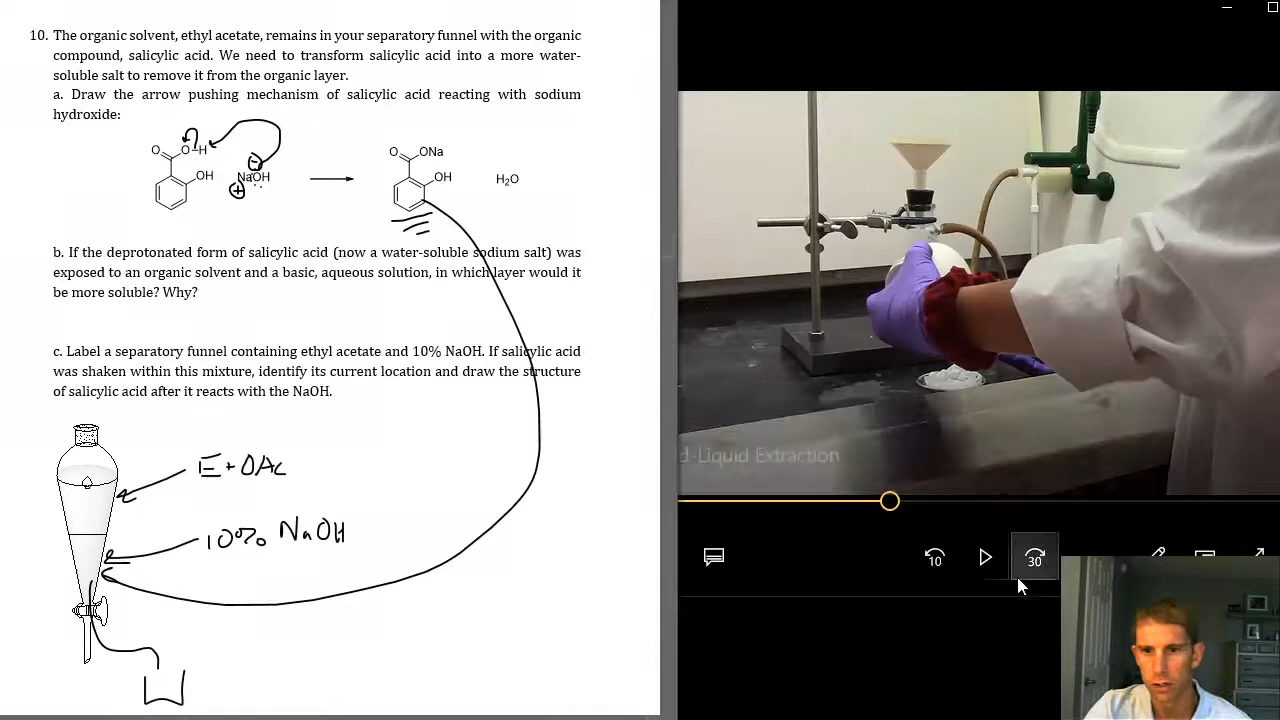 10. The organic solvent, ethyl acetate, remains in your separatory funnel with the organic
compound, salicylic acid. We need to transform salicylic acid into a more water-
soluble salt to remove it from the organic layer.
a. Draw the arrow pushing mechanism of salicylic acid reacting with sodium
hydroxide:
O O-H OH NaOH O ONa OH H₂O
b. If the deprotonated form of salicylic acid (now a water-soluble sodium salt) was
exposed to an organic solvent and a basic, aqueous solution, in which layer would it
be more soluble? Why?
c. Label a separatory funnel containing ethyl acetate and 10% NaOH. If salicylic acid
was shaken within this mixture, identify its current location and draw the structure
of salicylic acid after it reacts with the NaOH.
EtOAc
10% NaOH
d-Liquid Extraction
10
30